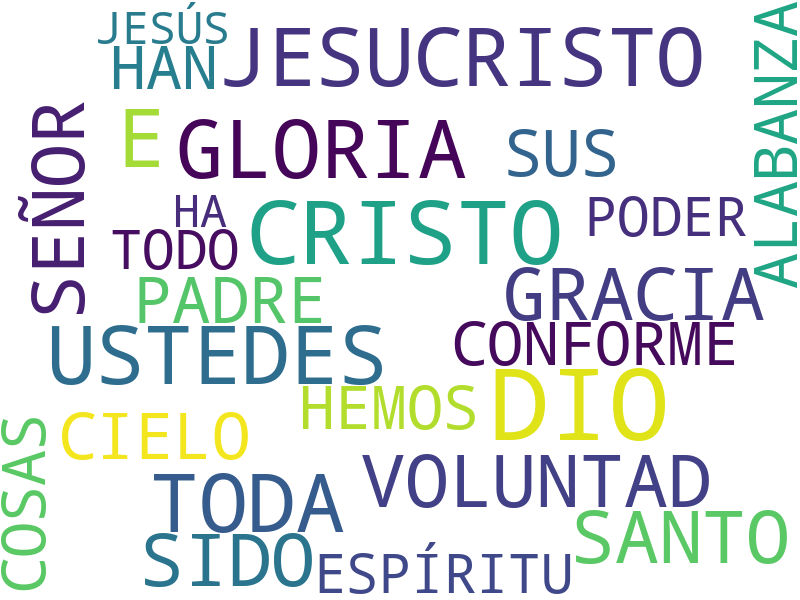 JESÚS
HAN
JESUCRISTO
ALABANZA
SEÑOR
E
GLORIA
SUS
HA
TODO
CRISTO
PODER
PADRE
GRACIA
USTEDES
CONFORME
HEMOS
DIO
CIELO
COSAS
TODA
VOLUNTAD
SIDO
ESPÍRITU
SANTO